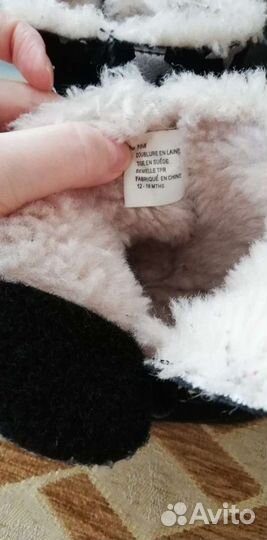 DOUBLURE EN LAINE
TIGE EN SUÈDE
SEMELLE TPR
FABRIQUÉ EN CHINE
12-18 MTHS
Avito